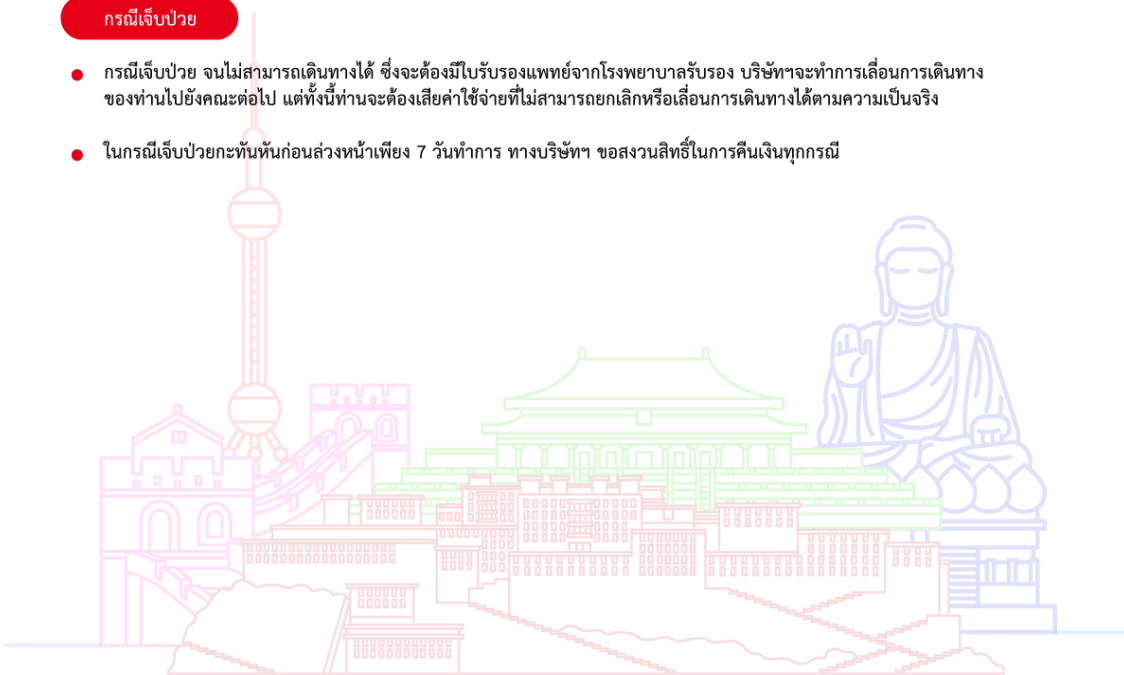 กรณีเจ็บป่วย
กรณีเจ็บป่วย จนไม่สามารถเดินทางได้ ซึ่งจะต้องมีใบรับรองแพทย์จากโรงพยาบาลรับรอง บริษัทฯจะทำการเลื่อนการเดินทาง
ของท่านไปยังคณะต่อไป แต่ทั้งนี้ท่านจะต้องเสียค่าใช้จ่ายที่ไม่สามารถยกเลิกหรือเลื่อนการเดินทางได้ตามความเป็นจริง
ในกรณีเจ็บป่วยกะทันหันก่อนล่วงหน้าเพียง 7 วันทำการ ทางบริษัทฯ ขอสงวนสิทธิ์ในการคืนเงินทุกกรณี